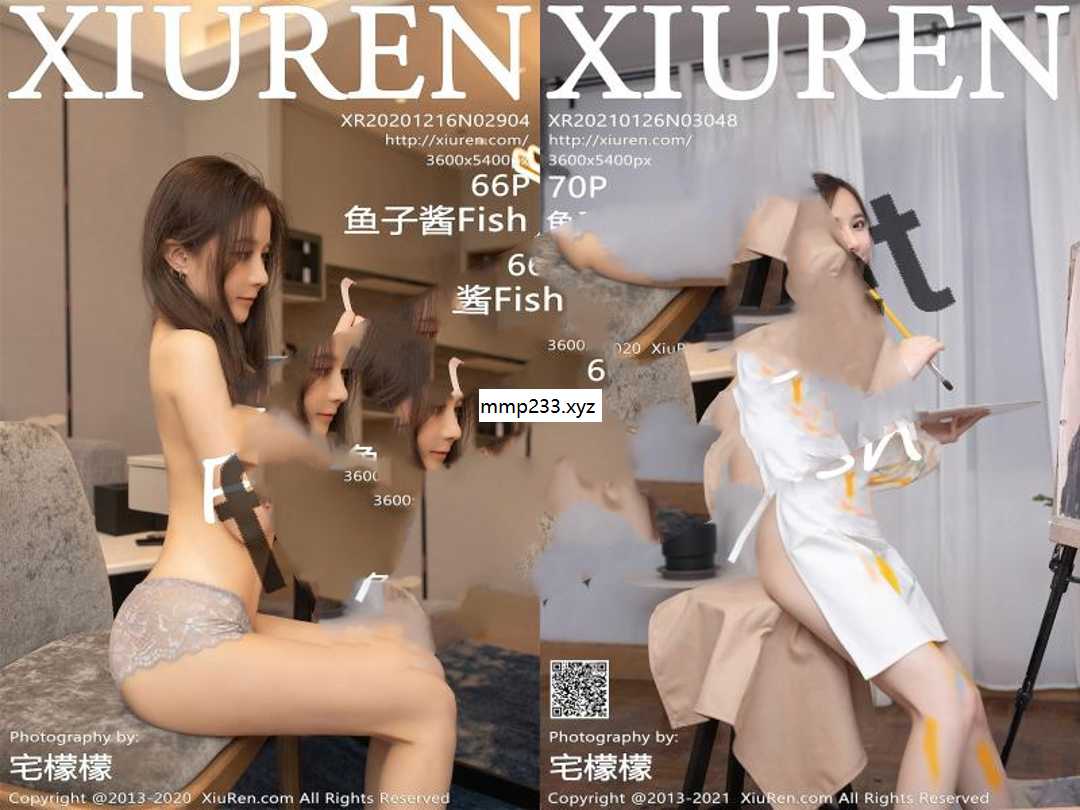 XIUREN
XR20201216N02904
http://xiuren.com/
3600x5400px
66P
鱼子酱Fish
66
酱Fish
3600
3600
mmp233.xyz
Photography by:
宅檬檬
Copyright @2013-2020 XiuRen.com All Rights Reserved
XIUREN
XR20210126N03048
http://xiuren.com/
3600x5400px
70P
鱼
3600
020 XiuR
6
t
on
Photography by:
宅檬檬
Copyright @2013-2021 XiuRen.com All Rights Reserved